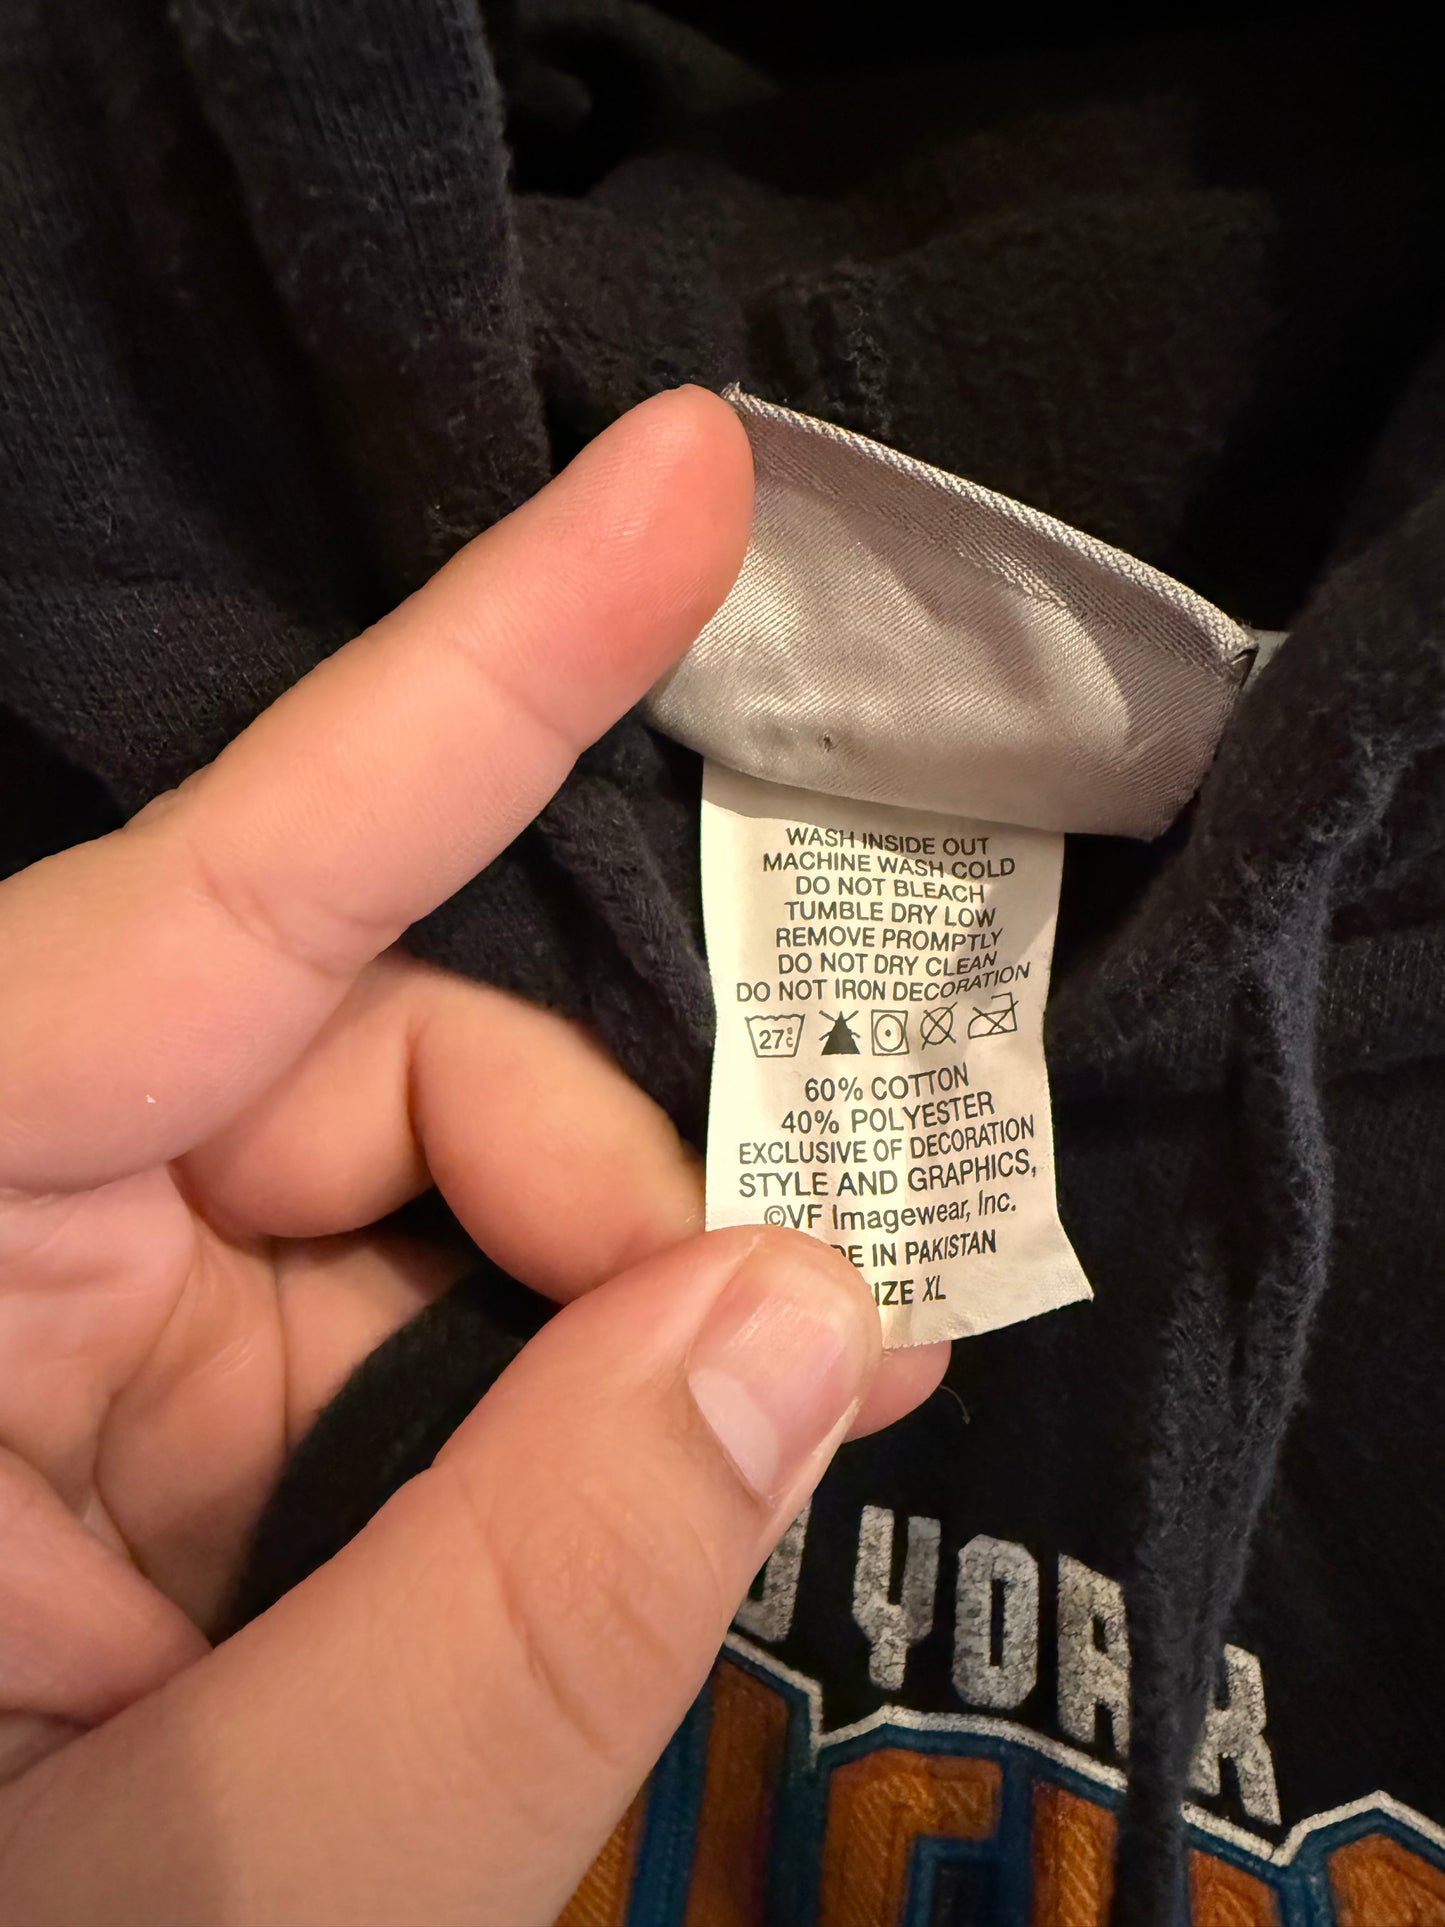 WASH INSIDE OUT
MACHINE WASH COLD
DO NOT BLEACH
TUMBLE DRY LOW
REMOVE PROMPTLY
DO NOT DRY CLEAN
DO NOT IRON DECORATION
27°C
60% COTTON
40% POLYESTER
EXCLUSIVE OF DECORATION
STYLE AND GRAPHICS,
©VF Imagewear, Inc.
DE IN PAKISTAN
IZE XL
YORK